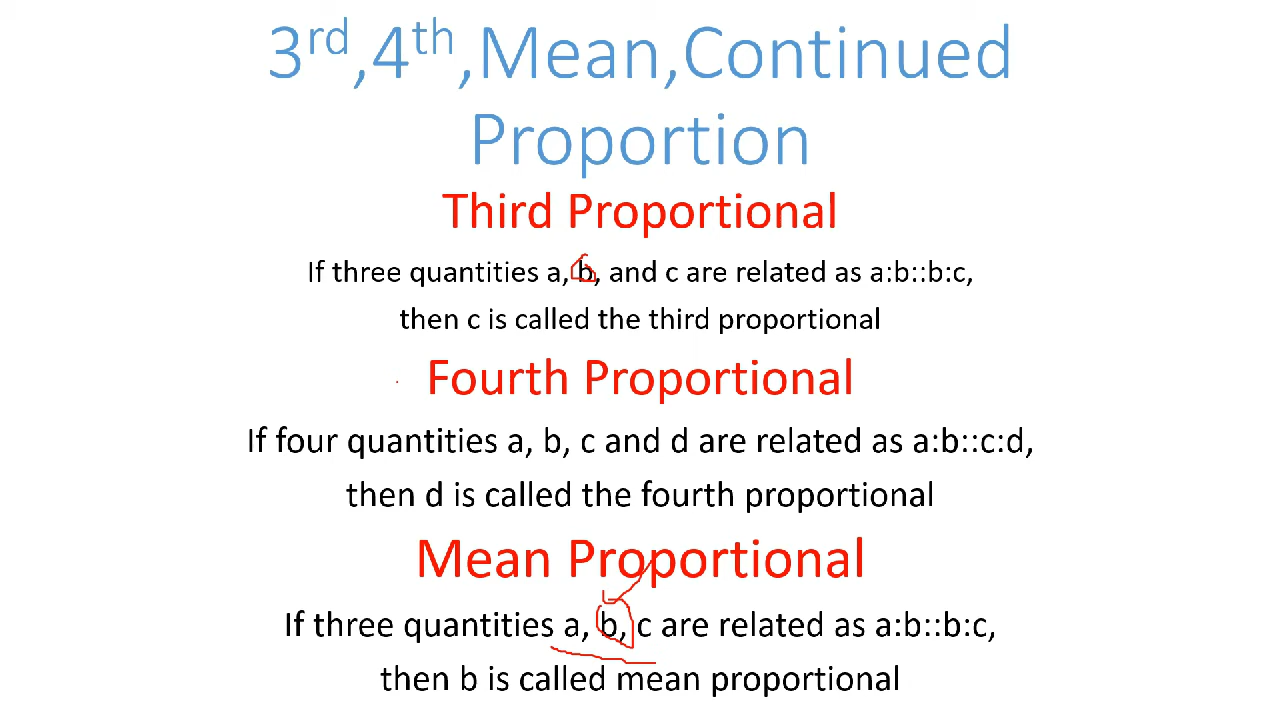 3rd,4th,Mean,Continued
Proportion
Third Proportional
If three quantities a, b, and c are related as a:b::b:c,
then c is called the third proportional
Fourth Proportional
If four quantities a, b, c and d are related as a:b::c:d,
then d is called the fourth proportional
Mean Proportional
If three quantities a, b, c are related as a:b::b:c,
then b is called mean proportional